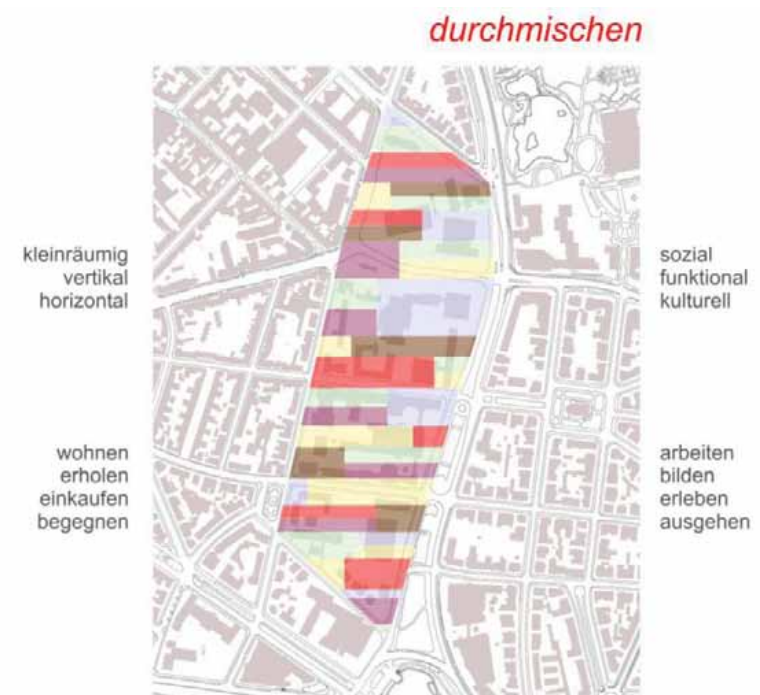 durchmischen
kleinräumig
vertikal
horizontal
sozial
funktional
kulturell
wohnen
erholen
einkaufen
begegnen
arbeiten
bilden
erleben
ausgehen